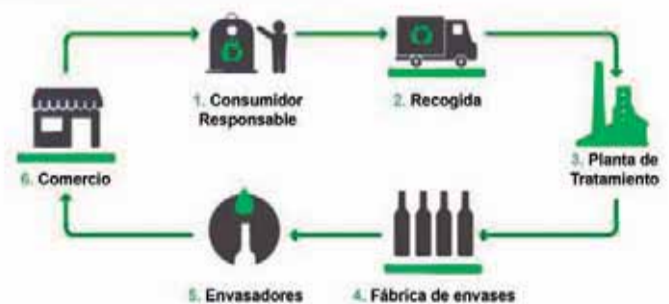 1. Consumidor
Responsable
2. Recogida
3. Planta de
Tratamiento
4. Fábrica de envases
5. Envasadores
6. Comercio